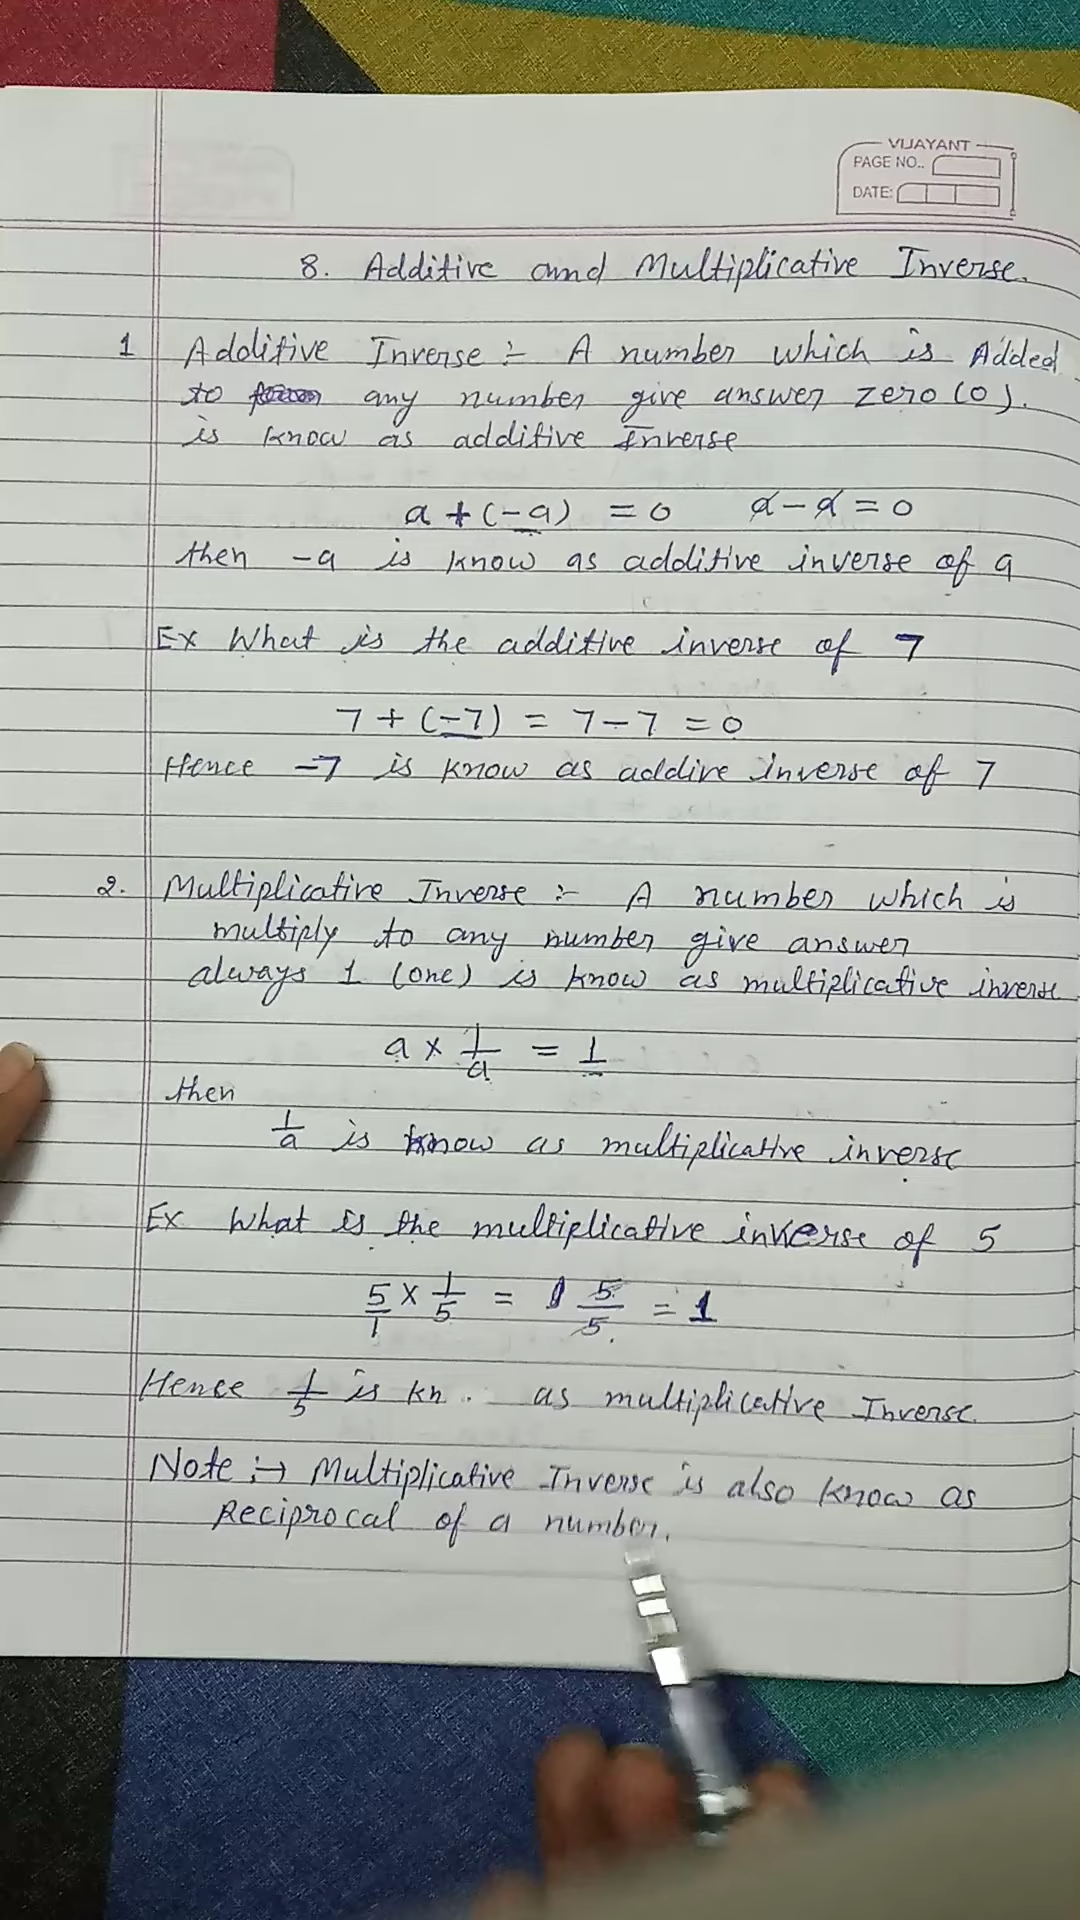 VIJAYANT
PAGE NO..
DATE:
8. Additive and Multiplicative Inverse.
1 Additive Inverse :- A number which is Added
to any number give answer zero (0).
is know as additive Inverse
a + (-a) = 0 a - a = 0
then -a is know as additive inverse of a
Ex What is the additive inverse of 7
7 + (-7) = 7 - 7 = 0
Hence -7 is know as addive inverse of 7
2. Multiplicative Inverse :- A number which is
multiply to any number give answer
always 1 (one) is know as multiplicative inverse
a × 1/a = 1
then
1/a is know as multiplicative inverse
Ex What is the multiplicative inverse of 5
5/1 × 1/5 = 5/5 = 1
Hence 1/5 is kn. as multiplicative Inverse.
Note :→ Multiplicative Inverse is also know as
Reciprocal of a number.